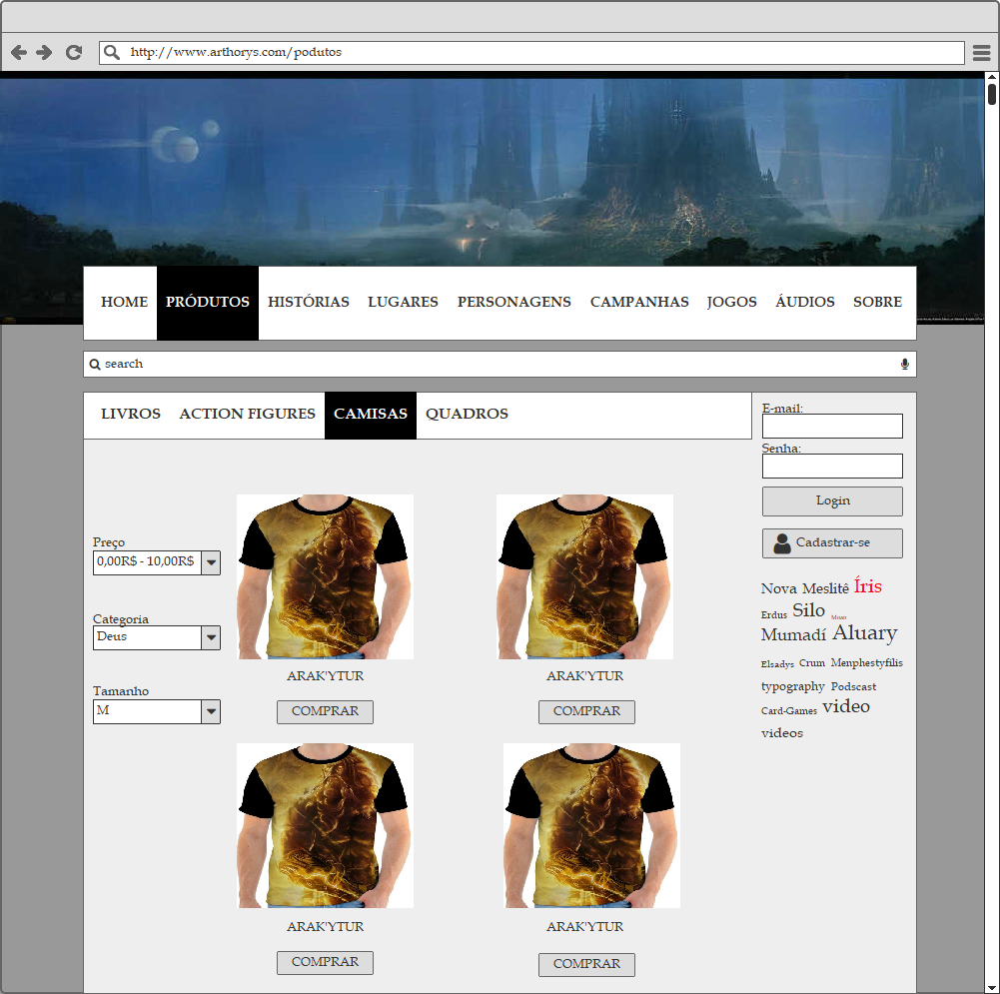 http://www.arthorys.com/podutos
HOME PRÓDUTOS HISTÓRIAS LUGARES PERSONAGENS CAMPANHAS JOGOS ÁUDIOS SOBRE
search
LIVROS ACTION FIGURES CAMISAS QUADROS
E-mail:
Senha:
Login
Cadastrar-se
Preço
0,00R$ - 10,00R$
Categoria
Deus
Tamanho
M
ARAK'YTUR ARAK'YTUR
COMPRAR COMPRAR
ARAK'YTUR ARAK'YTUR
COMPRAR COMPRAR
Nova Meslitê Íris
Erdus Silo
Mumadí Aluary
Elsadys Crum Menphestyfilis
typography Podscast
Card-Games video
videos